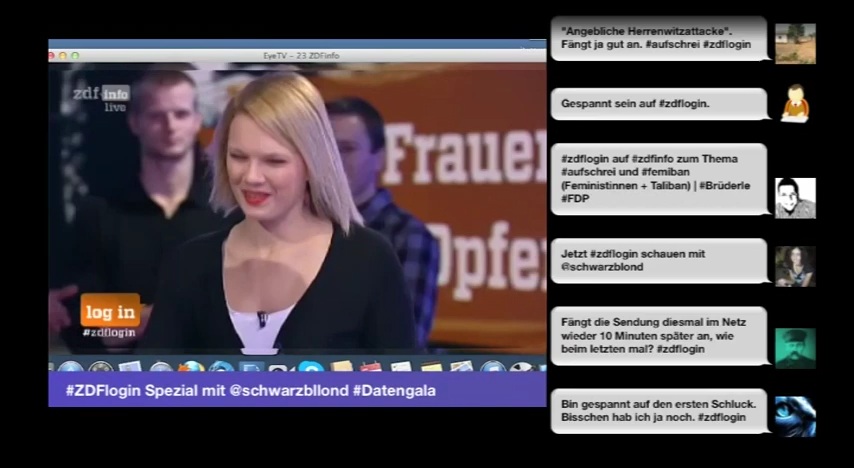 EyeTV – 23 ZDFinfo
zdf info
live
Frauen
Opfe
log in
#zdflogin
#ZDFlogin Spezial mit @schwarzbllond #Datengala
"Angebliche Herrenwitzattacke".
Fängt ja gut an. #aufschrei #zdflogin
Gespannt sein auf #zdflogin.
#zdflogin auf #zdfinfo zum Thema
#aufschrei und #femiban
(Feministinnen + Taliban) | #Brüderle
#FDP
Jetzt #zdflogin schauen mit
@schwarzblond
Fängt die Sendung diesmal im Netz
wieder 10 Minuten später an, wie
beim letzten mal? #zdflogin
Bin gespannt auf den ersten Schluck.
Bisschen hab ich ja noch. #zdflogin